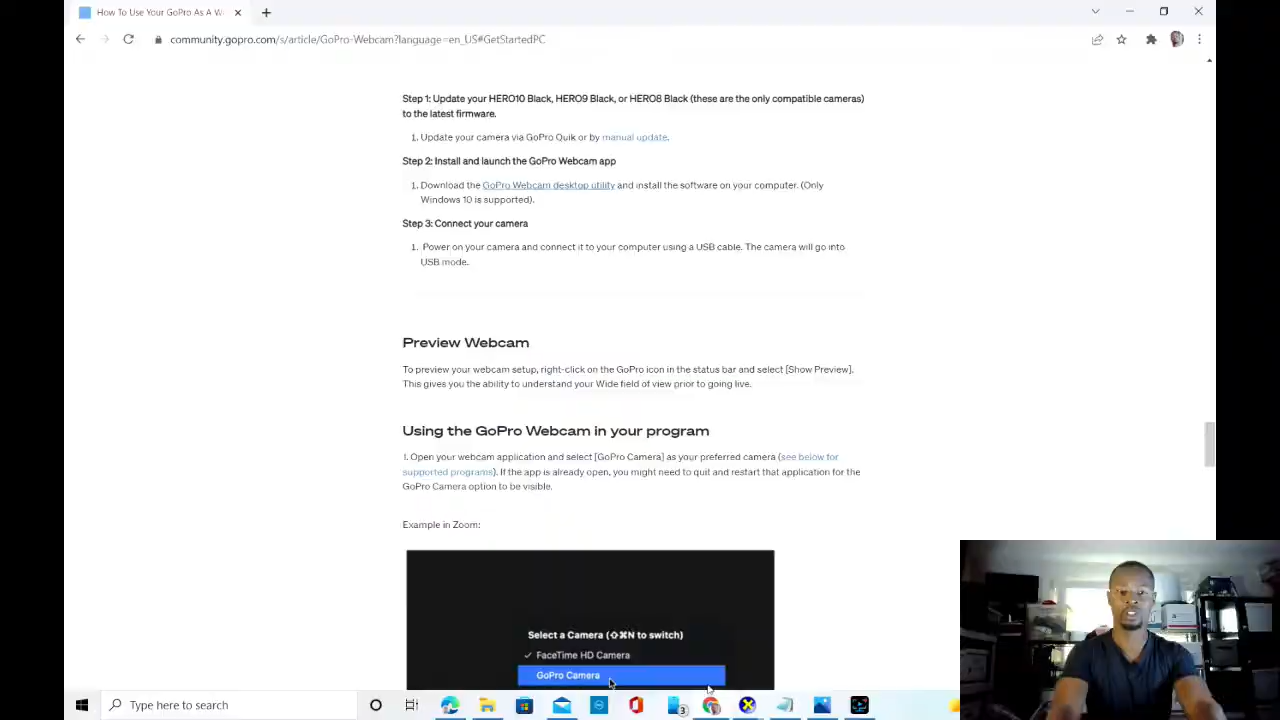 How To Use Your GoPro As A W
community.gopro.com/s/article/GoPro-Webcam?language=en_US#GetStartedPC
Step 1: Update your HERO10 Black, HERO9 Black, or HERO8 Black (these are the only compatible cameras)
to the latest firmware.
1. Update your camera via GoPro Quik or by manual update.
Step 2: Install and launch the GoPro Webcam app
1. Download the GoPro Webcam desktop utility and install the software on your computer. (Only
Windows 10 is supported).
Step 3: Connect your camera
1. Power on your camera and connect it to your computer using a USB cable. The camera will go into
USB mode.
Preview Webcam
To preview your webcam setup, right-click on the GoPro icon in the status bar and select [Show Preview].
This gives you the ability to understand your Wide field of view prior to going live.
Using the GoPro Webcam in your program
1. Open your webcam application and select [GoPro Camera] as your preferred camera (see below for
supported programs). If the app is already open, you might need to quit and restart that application for the
GoPro Camera option to be visible.
Example in Zoom:
Select a Camera (⇧⌘N to switch)
✓ FaceTime HD Camera
GoPro Camera
Type here to search
3